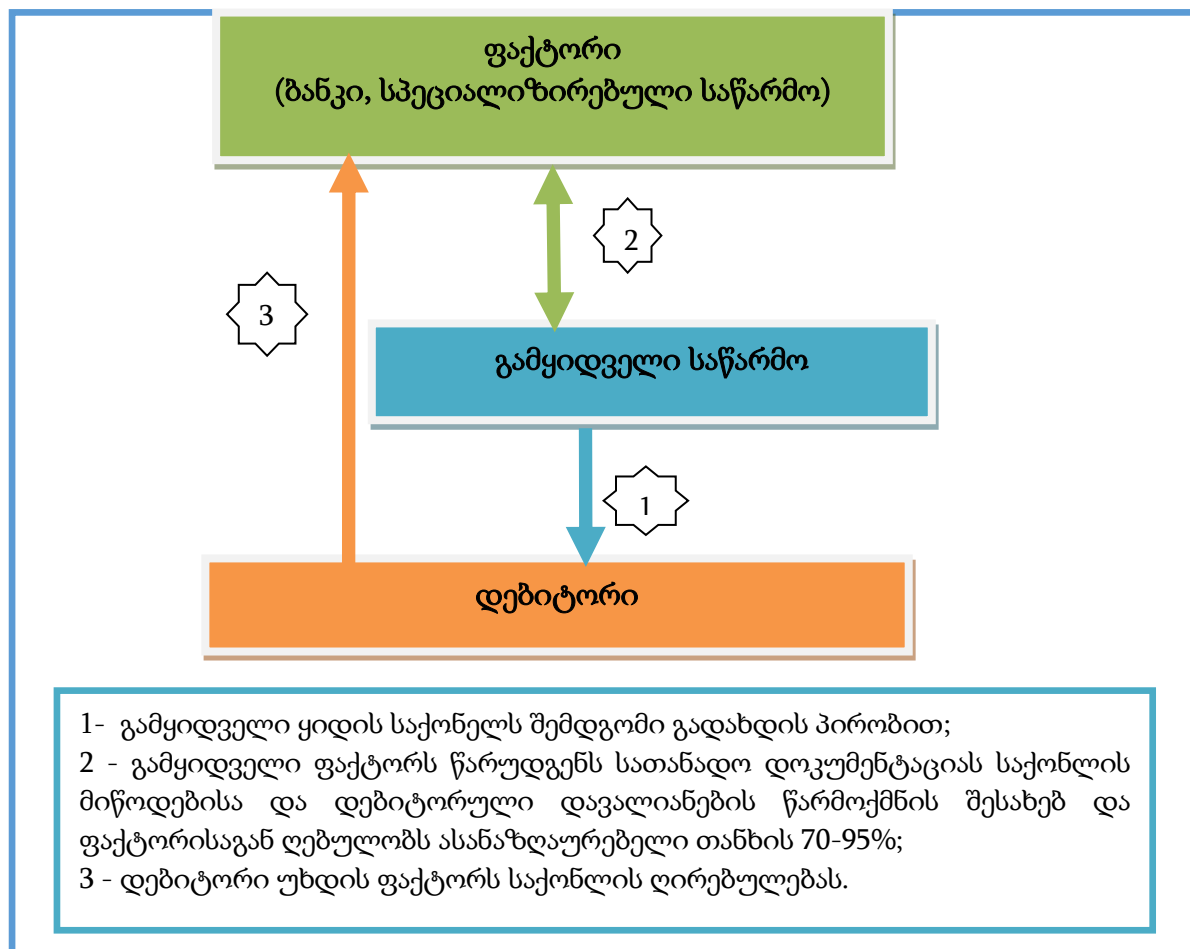 ფაქტორი
(ბანკი, სპეციალიზირებული საწარმო)
2
3
გამყიდველი საწარმო
1
დებიტორი
1- გამყიდველი ყიდის საქონელს შემდგომი გადახდის პირობით;
2 - გამყიდველი ფაქტორს წარუდგენს სათანადო დოკუმენტაციას საქონლის
მიწოდებისა და დებიტორული დავალიანების წარმოქმნის შესახებ და
ფაქტორისაგან ღებულობს ასანაზღაურებელი თანხის 70-95%;
3 - დებიტორი უხდის ფაქტორს საქონლის ღირებულებას.